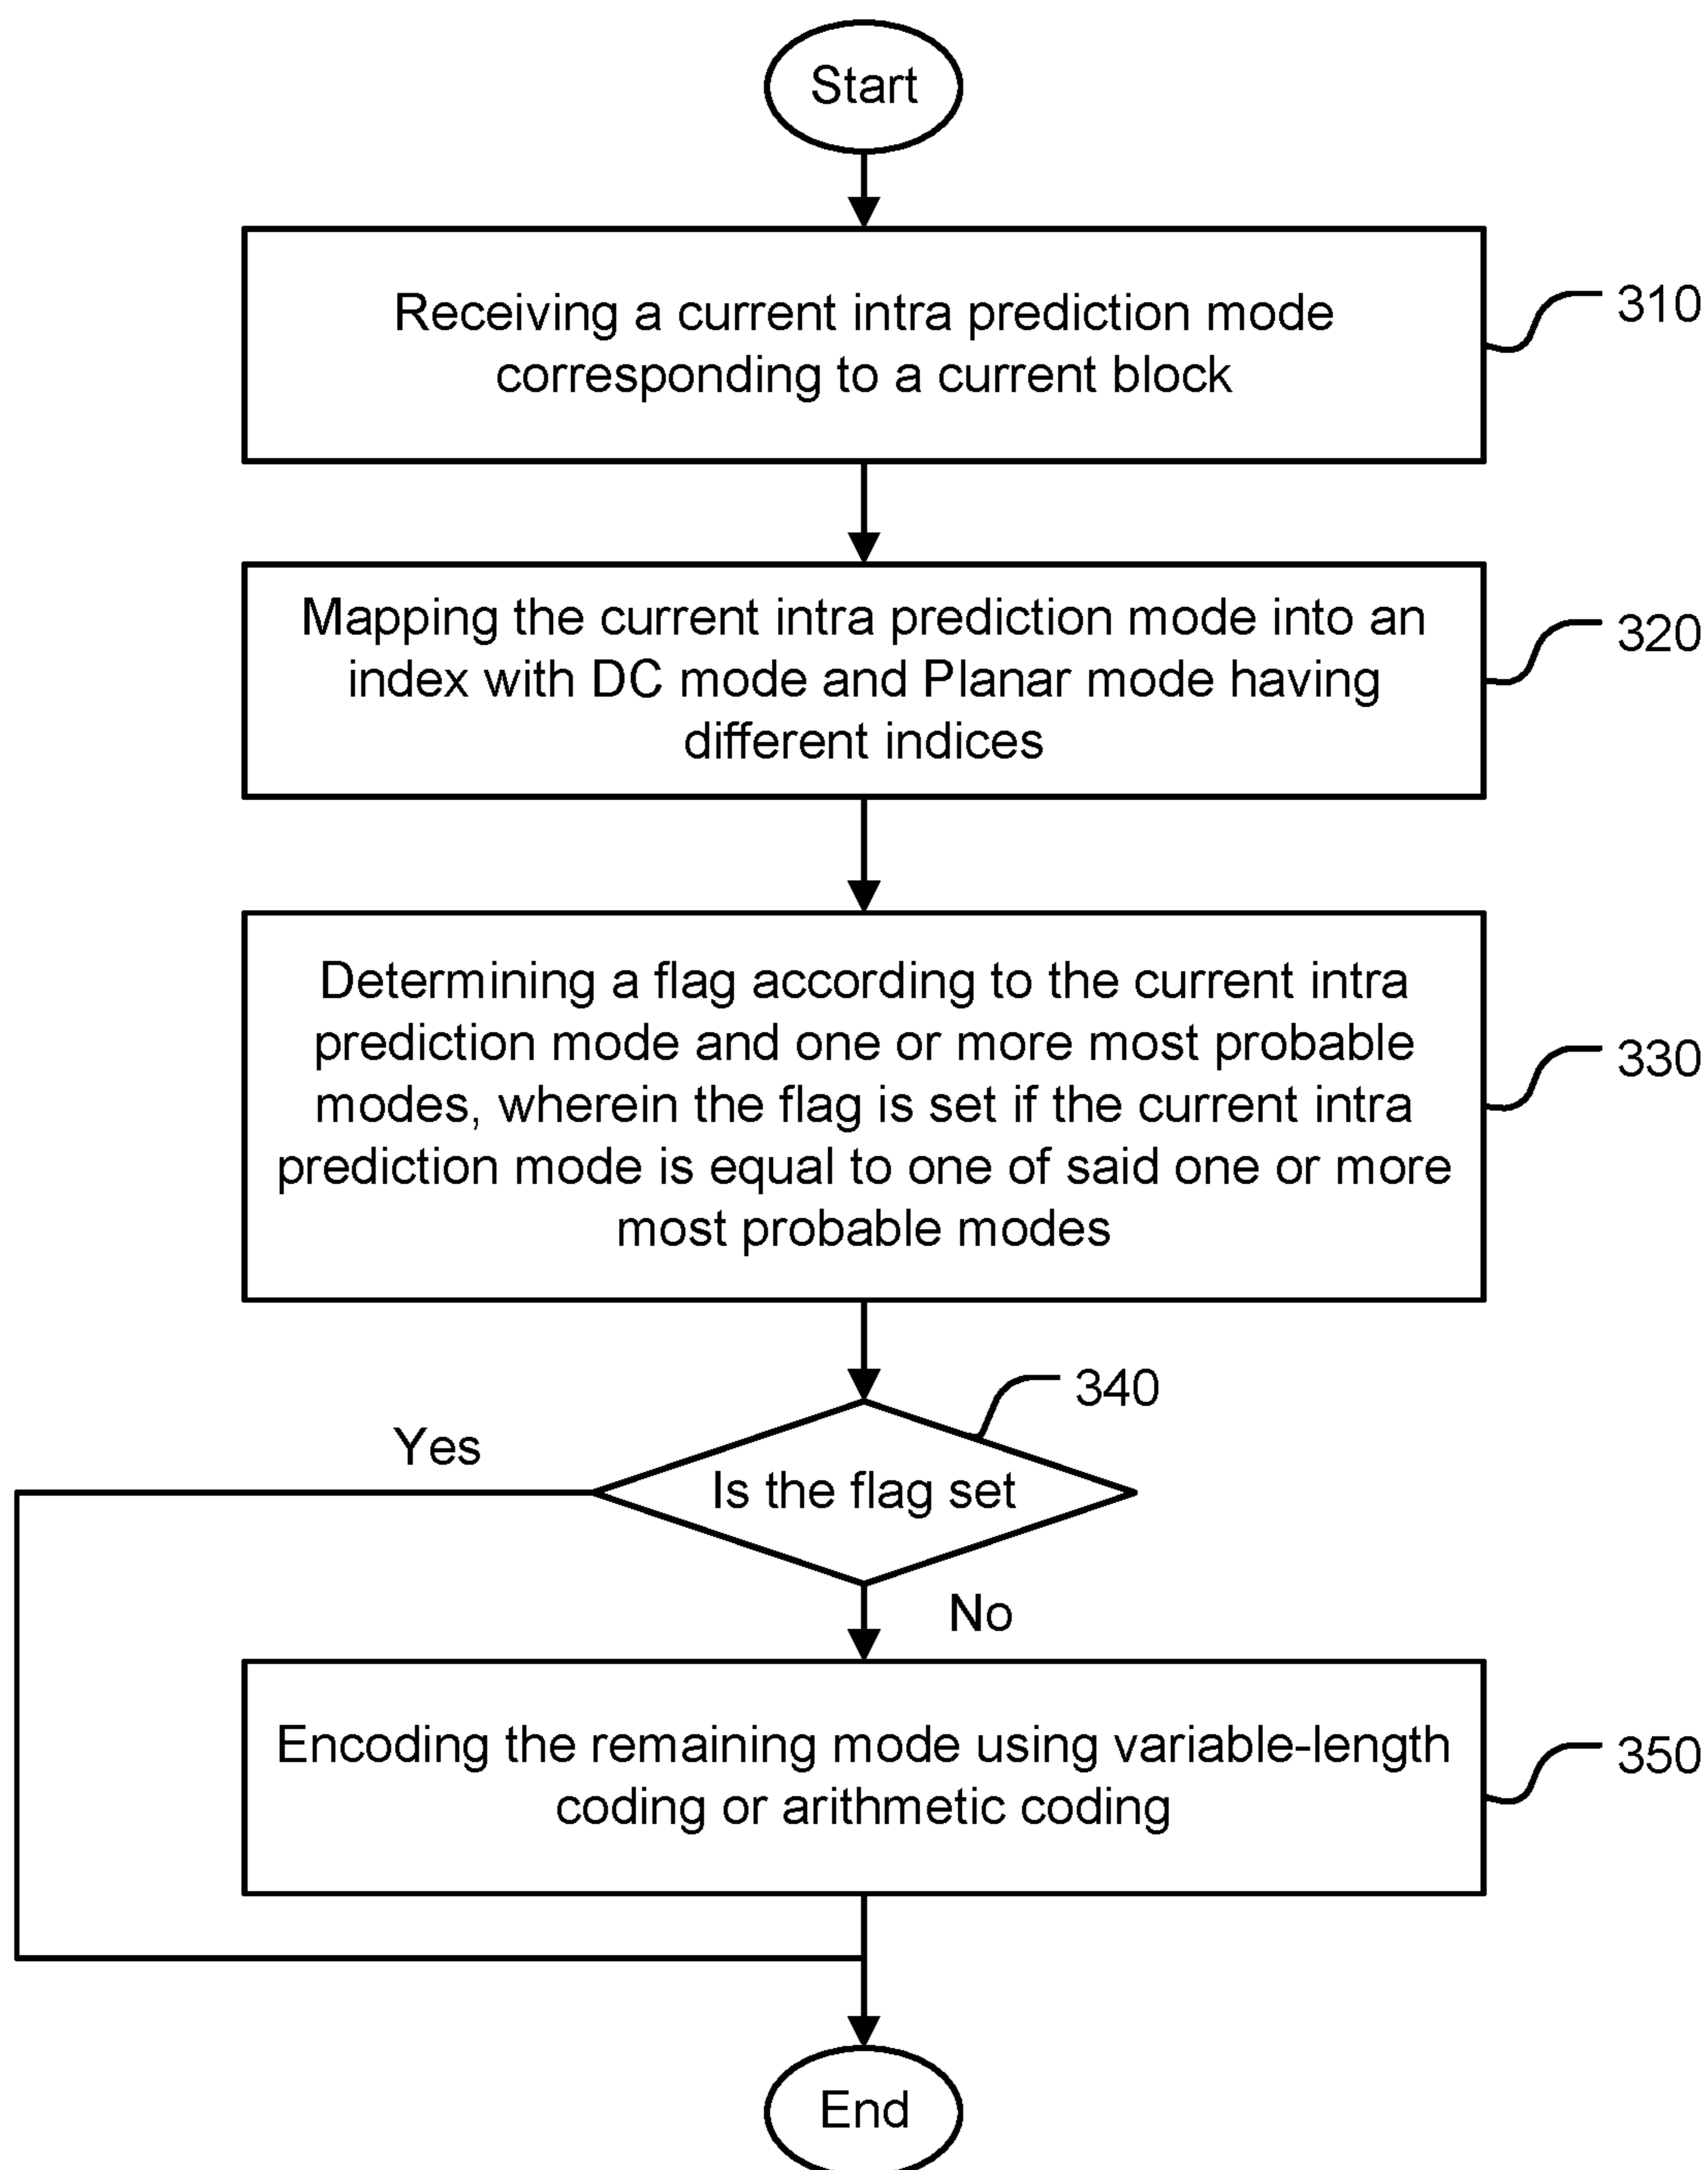 Start
Receiving a current intra prediction mode
corresponding to a current block
310
Mapping the current intra prediction mode into an
index with DC mode and Planar mode having
different indices
320
Determining a flag according to the current intra
prediction mode and one or more most probable
modes, wherein the flag is set if the current intra
prediction mode is equal to one of said one or more
most probable modes
330
340
Yes
Is the flag set
No
Encoding the remaining mode using variable-length
coding or arithmetic coding
350
End